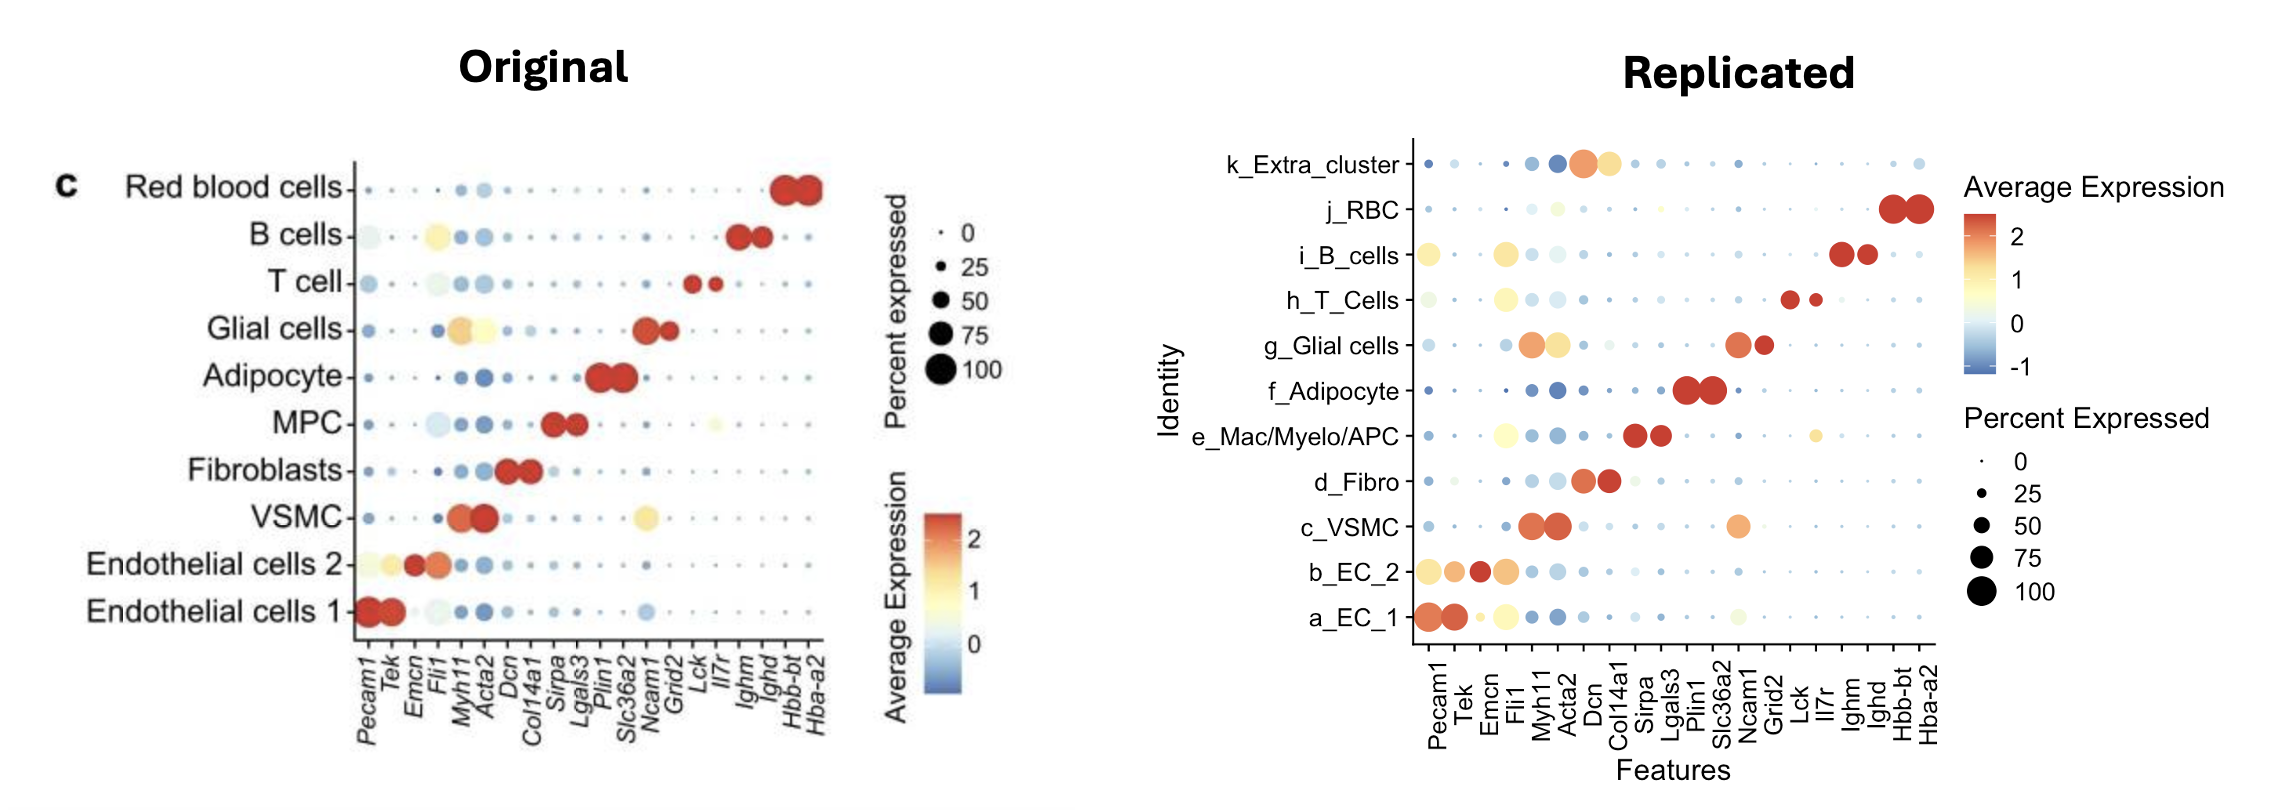 Original
c
Red blood cells
B cells
T cell
Glial cells
Adipocyte
MPC
Fibroblasts
VSMC
Endothelial cells 2
Endothelial cells 1
Pecam1
Tek
Emcn
Fli1
Myh11
Acta2
Dcn
Col14a1
Sirpa
Lgals3
Plin1
Slc36a2
Ncam1
Grid2
Lck
Il7r
Ighm
Ighd
Hbb-bt
Hba-a2
Percent expressed
0
25
50
75
100
Average Expression
2
1
0
Replicated
Identity
k_Extra_cluster
j_RBC
i_B_cells
h_T_Cells
g_Glial cells
f_Adipocyte
e_Mac/Myelo/APC
d_Fibro
c_VSMC
b_EC_2
a_EC_1
Pecam1
Tek
Emcn
Fli1
Myh11
Acta2
Dcn
Col14a1
Sirpa
Lgals3
Plin1
Slc36a2
Ncam1
Grid2
Lck
Il7r
Ighm
Ighd
Hbb-bt
Hba-a2
Features
Average Expression
2
1
0
-1
Percent Expressed
0
25
50
75
100